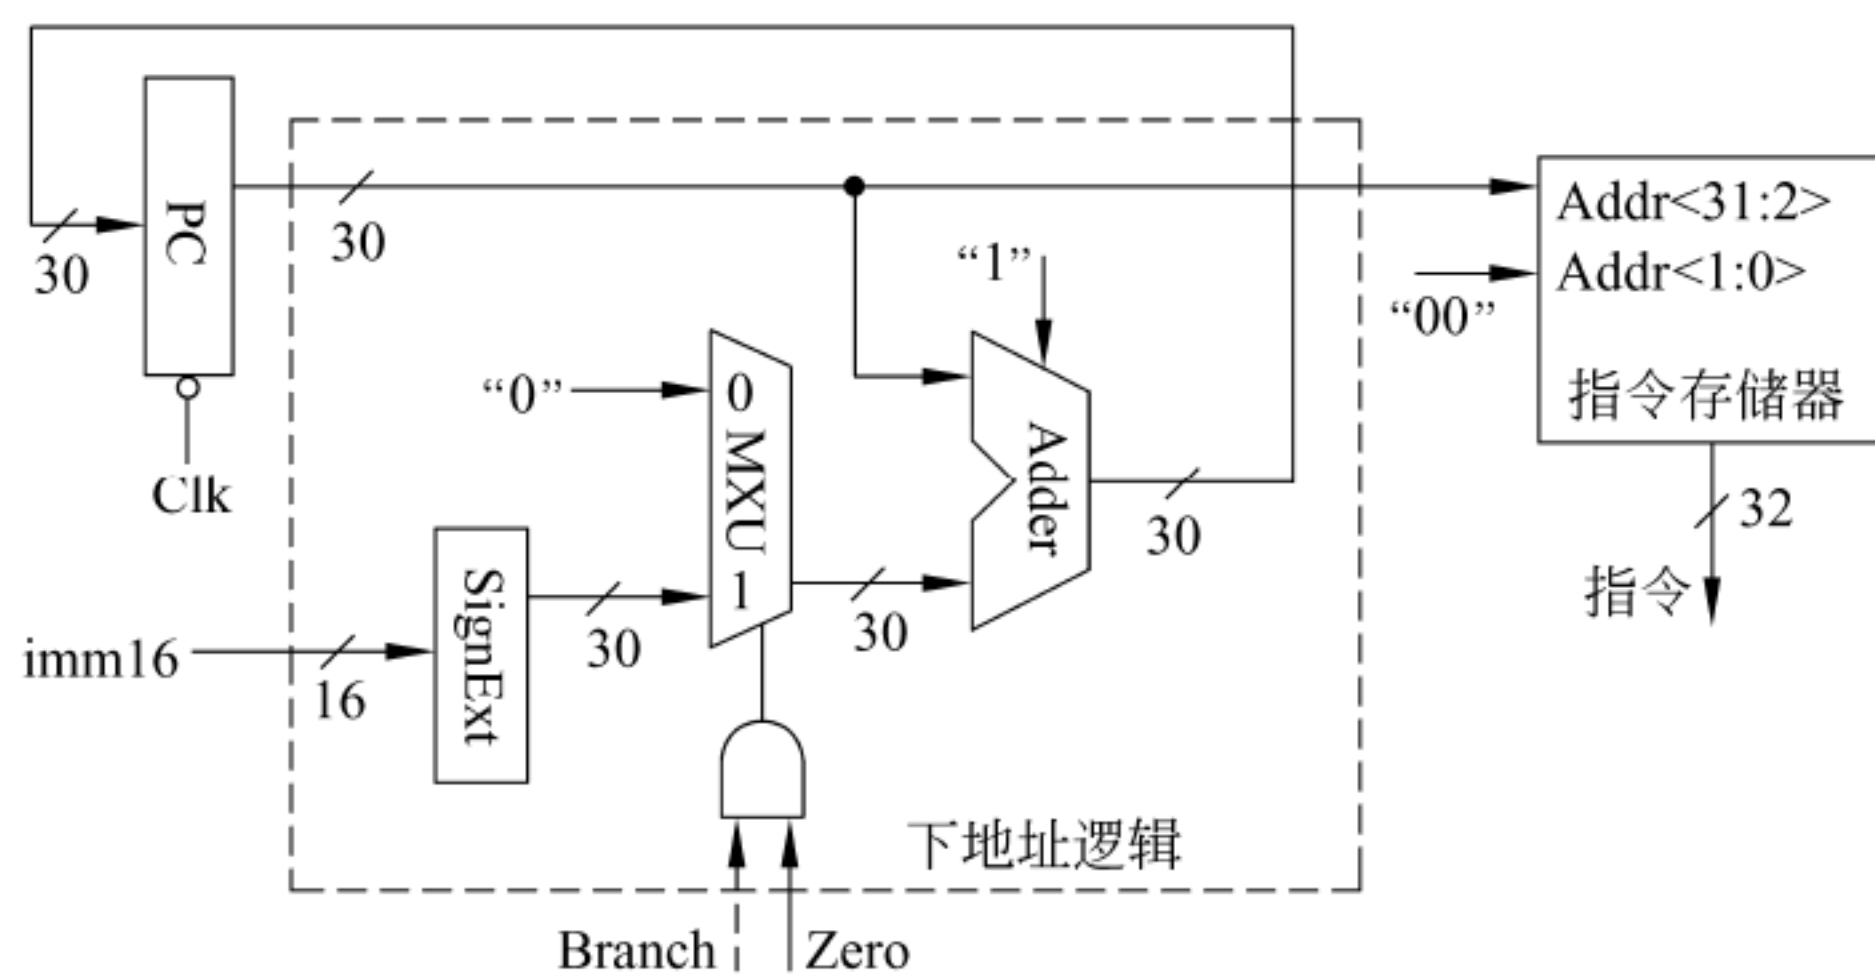 PC
30
30
Clk
“1”
“0”
0
MXU
1
Adder
30
30
30
SignExt
imm16
16
下地址逻辑
Branch
Zero
Addr<31:2>
Addr<1:0>
“00”
指令存储器
32
指令